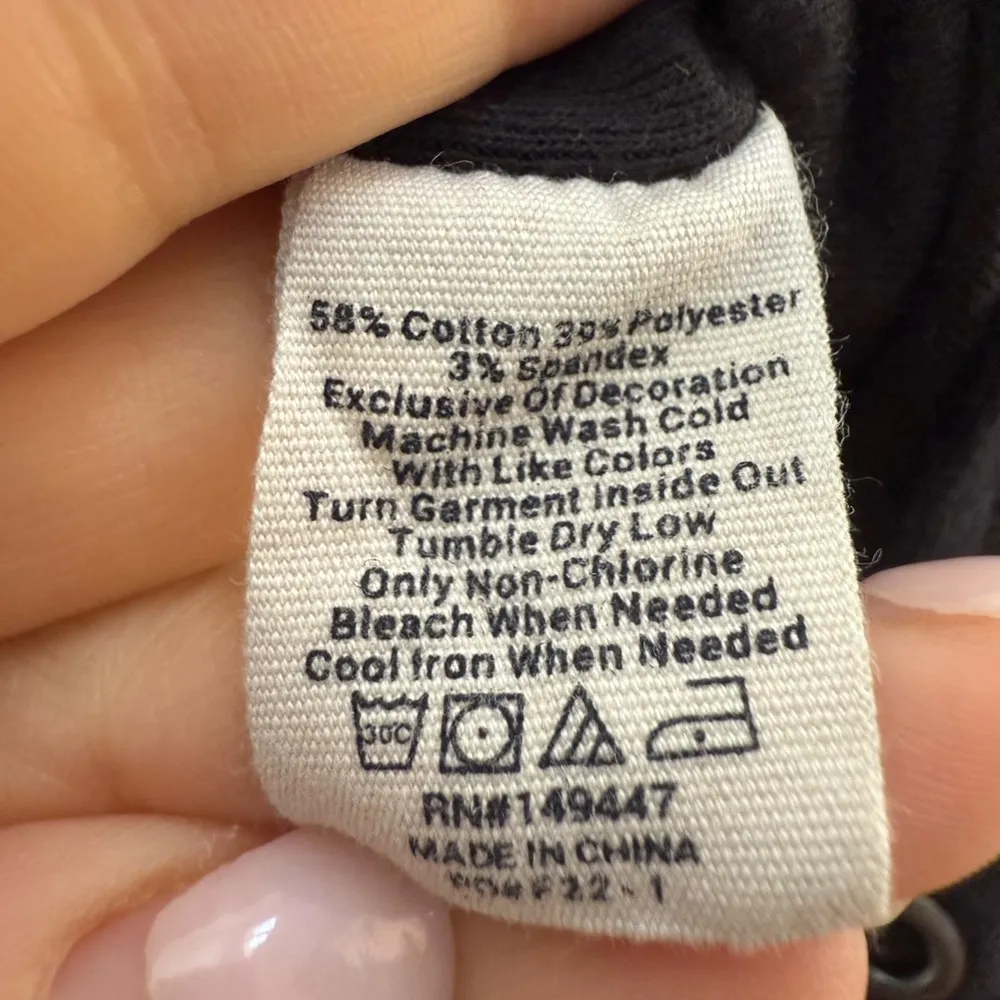 58% Cotton 39% Polyester
3% Spandex
Exclusive Of Decoration
Machine Wash Cold
With Like Colors
Turn Garment Inside Out
Tumble Dry Low
Only Non-Chlorine
Bleach When Needed
Cool Iron When Needed
30C
RN#149447
MADE IN CHINA